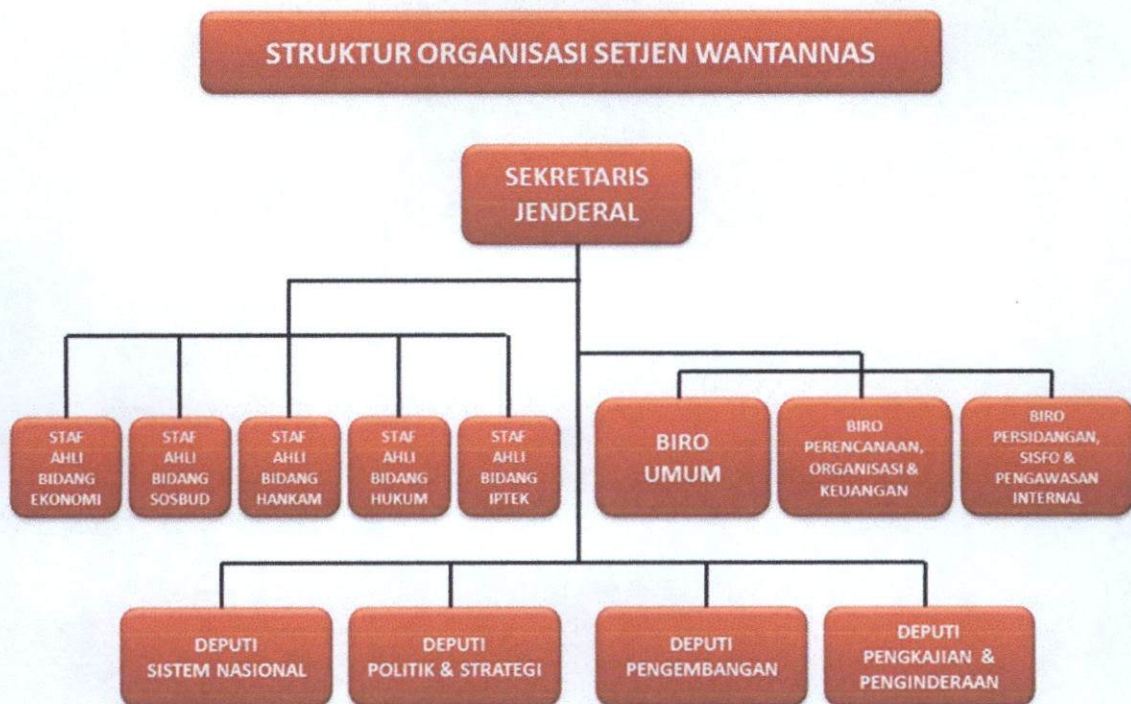 STRUKTUR ORGANISASI SETJEN WANTANNAS
SEKRETARIS
JENDERAL
STAF
AHLI
BIDANG
EKONOMI
STAF
AHLI
BIDANG
SOSBUD
STAF
AHLI
BIDANG
HANKAM
STAF
AHLI
BIDANG
HUKUM
STAF
AHLI
BIDANG
IPTEK
BIRO
UMUM
BIRO
PERENCANAAN,
ORGANISASI &
KEUANGAN
BIRO
PERSIDANGAN,
SISFO &
PENGAWASAN
INTERNAL
DEPUTI
SISTEM NASIONAL
DEPUTI
POLITIK & STRATEGI
DEPUTI
PENGEMBANGAN
DEPUTI
PENGKAJIAN &
PENGINDERAAN